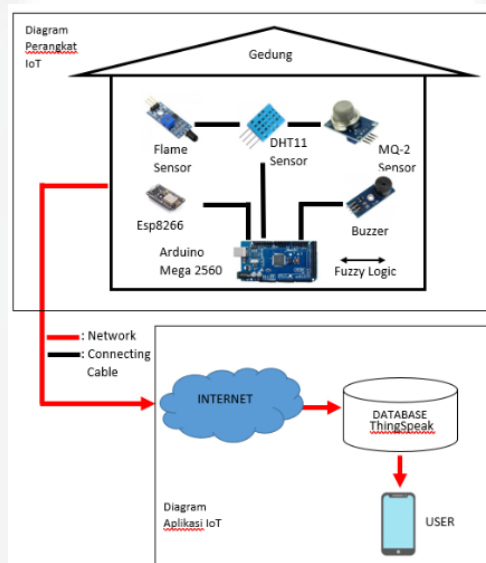 Diagram
Perangkat
IoT
Gedung
Flame
Sensor
DHT11
Sensor
MQ-2
Sensor
Esp8266
Buzzer
Arduino
Mega 2560
Fuzzy Logic
: Network
: Connecting
Cable
INTERNET
DATABASE
ThingSpeak
Diagram
Aplikasi IoT
USER